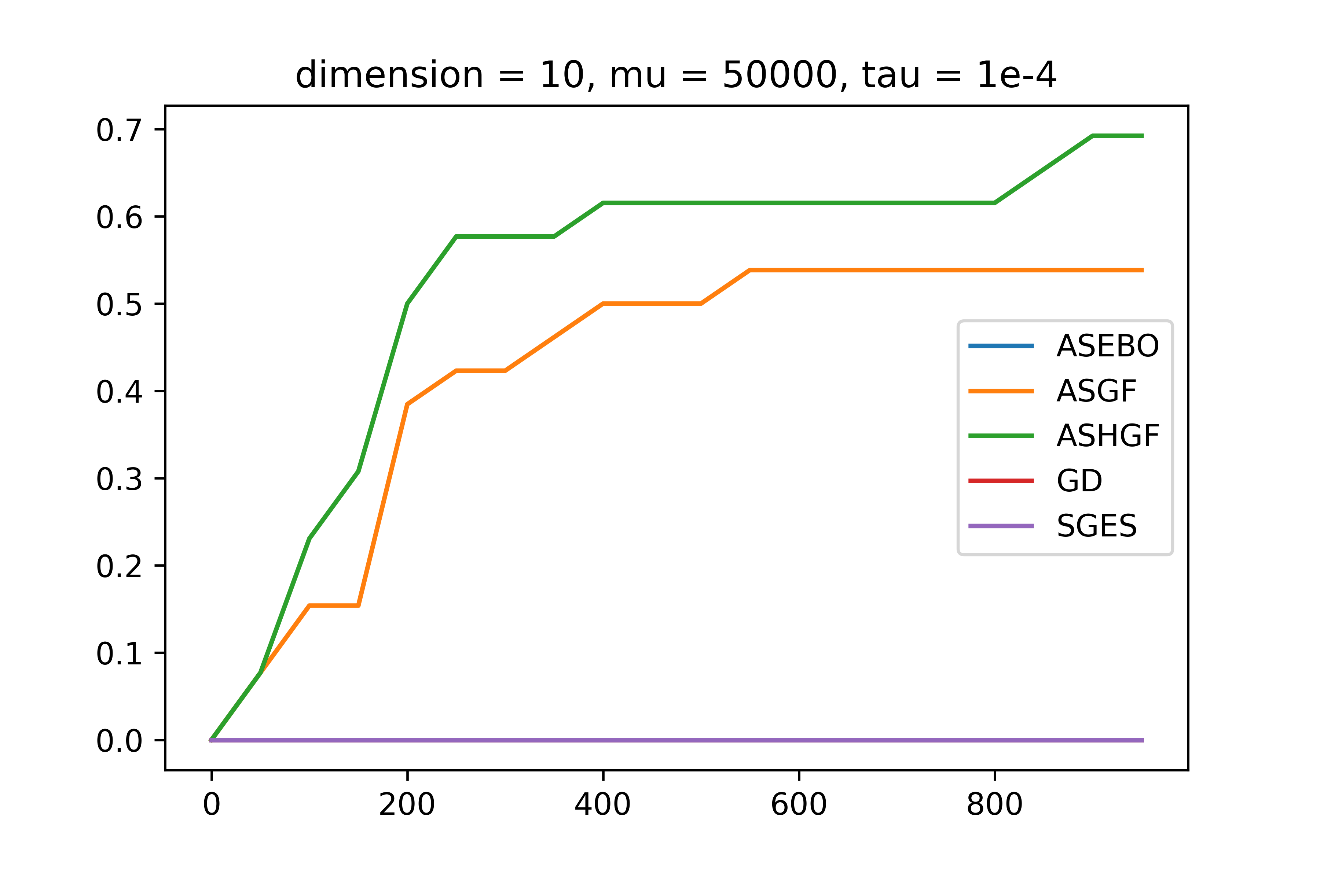 dimension = 10, mu = 50000, tau = 1e-4
0.7
0.6
0.5
0.4
0.3
0.2
0.1
0.0
ASEBO
ASGF
ASHGF
GD
SGES
0 200 400 600 800